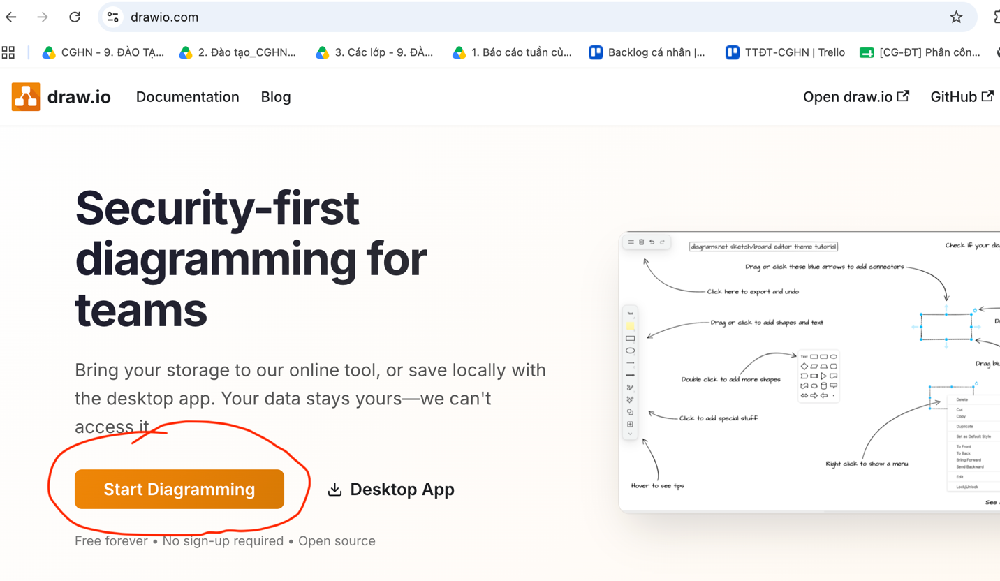 drawio.com
CGHN - 9. ĐÀO TẠ... 2. Đào tạo_CGHN... 3. Các lớp - 9. ĐÀ... 1. Báo cáo tuần củ... Backlog cá nhân |... TTĐT-CGHN | Trello [CG-ĐT] Phân côn...
draw.io Documentation Blog Open draw.io GitHub
Security-first
diagramming for
teams
Bring your storage to our online tool, or save locally with
the desktop app. Your data stays yours—we can't
access it.
Start Diagramming Desktop App
Free forever • No sign-up required • Open source
diagrams.net sketch/board editor theme tutorial
Check if your dia
Drag or click these blue arrows to add connectors
Click here to export and undo
Text
Drag or click to add shapes and text
Text
Drag blu
Double click to add more shapes
Click to add special stuff
Right click to show a menu
Hover to see tips
Delete
Cut
Copy
Duplicate
Set as Default Style
To Front
To Back
Bring Forward
Send Backward
Edit
Lock/Unlock
See